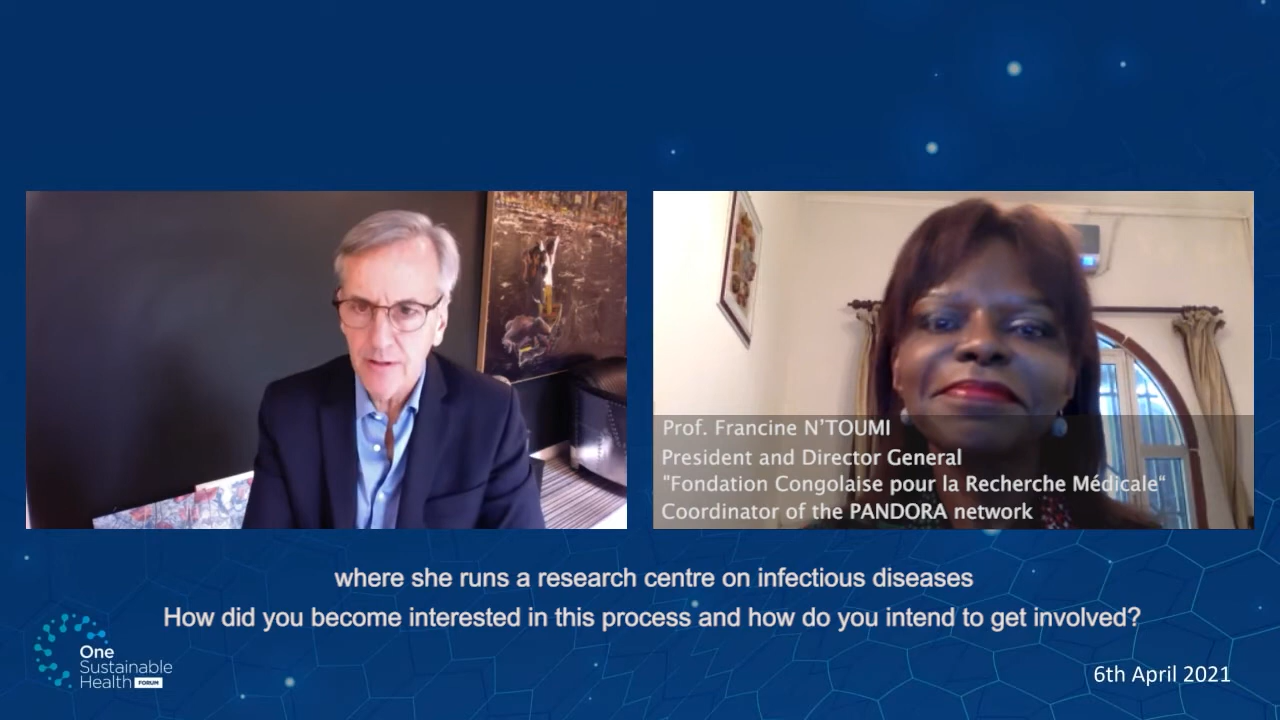 Prof. Francine N'TOUMI
President and Director General
"Fondation Congolaise pour la Recherche Médicale“
Coordinator of the PANDORA network
where she runs a research centre on infectious diseases
How did you become interested in this process and how do you intend to get involved?
One
Sustainable
Health FORUM
6th April 2021